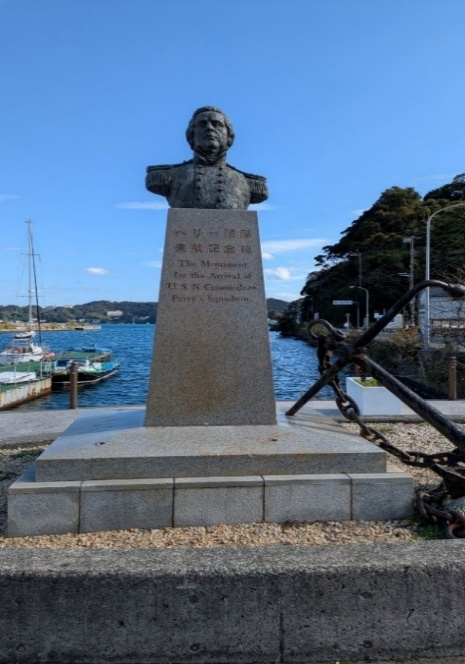 ペリー艦隊
来航記念碑
The Monument
for the Arrival of
U S N Commodore
Perry's Squadron